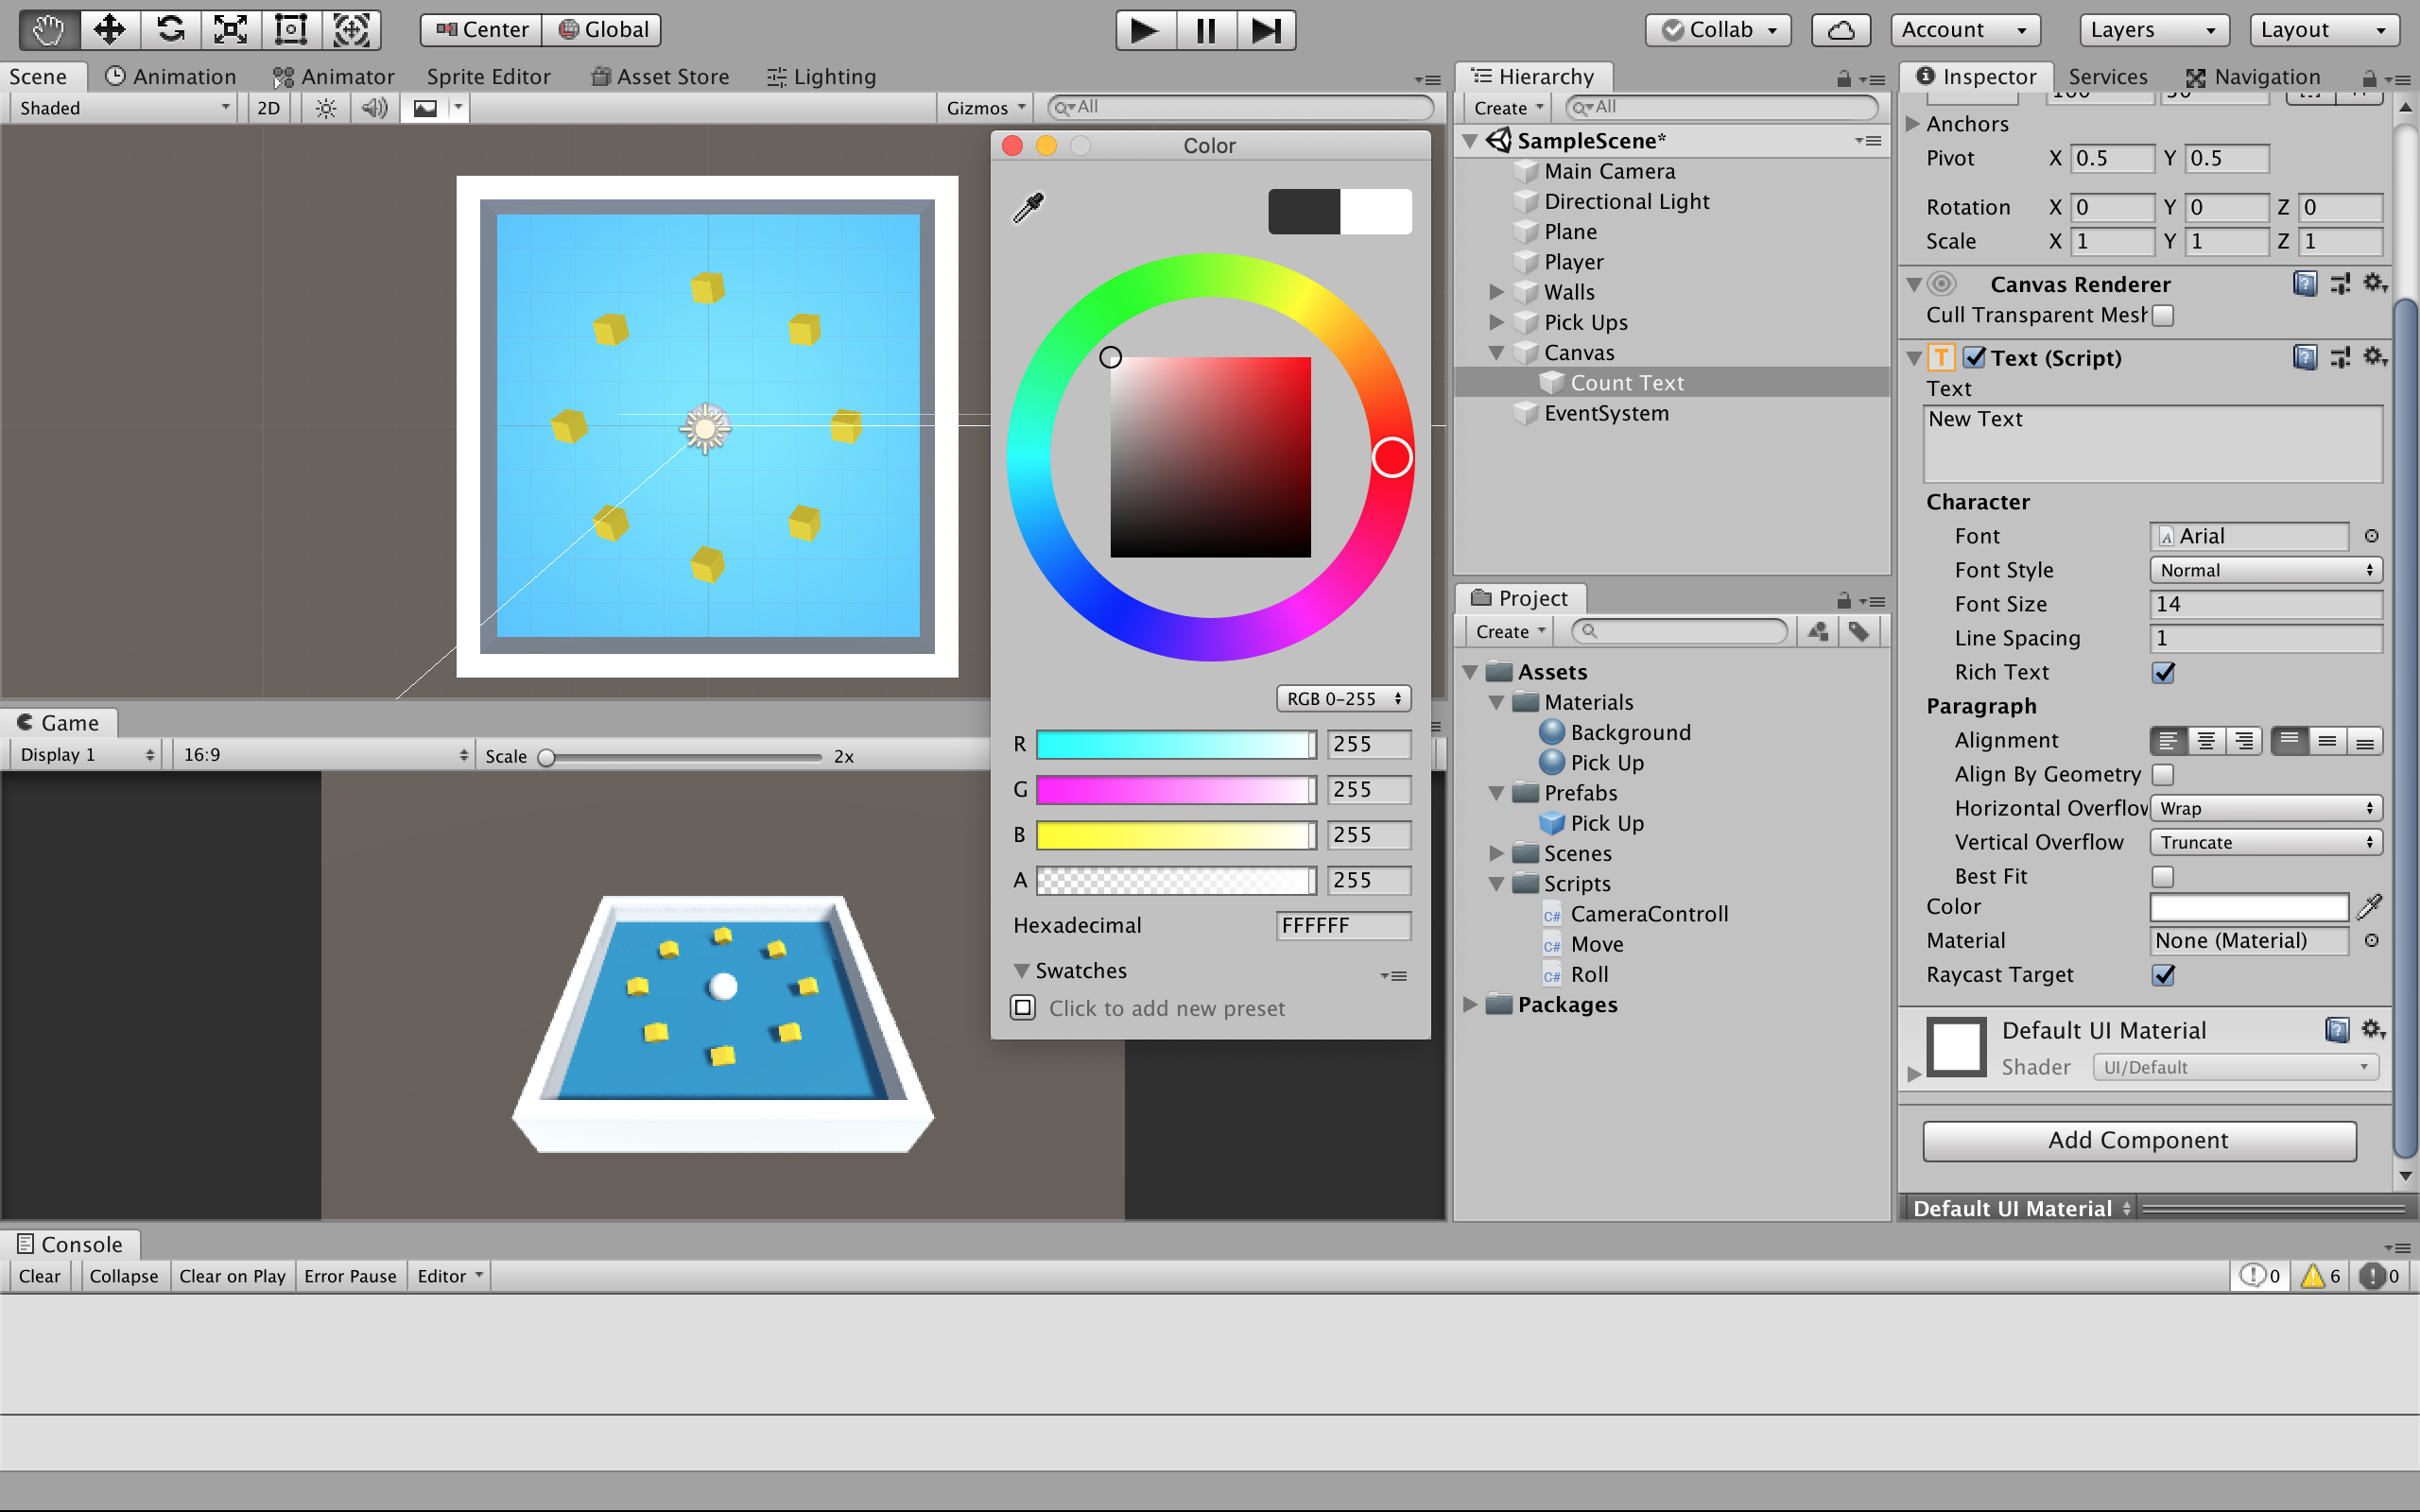 Center
Global
Collab
Account
Layers
Layout
Scene
Animation
Animator
Sprite Editor
Asset Store
Lighting
Shaded
2D
Gizmos
All
Color
RGB 0-255
R
255
G
255
B
255
A
255
Hexadecimal
FFFFFF
Swatches
Click to add new preset
Game
Display 1
16:9
Scale
2x
Hierarchy
Create
All
SampleScene*
Main Camera
Directional Light
Plane
Player
Walls
Pick Ups
Canvas
Count Text
EventSystem
Project
Create
Assets
Materials
Background
Pick Up
Prefabs
Pick Up
Scenes
Scripts
C# CameraControll
C# Move
C# Roll
Packages
Inspector
Services
Navigation
Anchors
Pivot X 0.5 Y 0.5
Rotation X 0 Y 0 Z 0
Scale X 1 Y 1 Z 1
Canvas Renderer
Cull Transparent Mesh
T Text (Script)
Text
New Text
Character
Font Arial
Font Style Normal
Font Size 14
Line Spacing 1
Rich Text
Paragraph
Alignment
Align By Geometry
Horizontal Overflow Wrap
Vertical Overflow Truncate
Best Fit
Color
Material None (Material)
Raycast Target
Default UI Material
Shader UI/Default
Add Component
Default UI Material
Console
Clear
Collapse
Clear on Play
Error Pause
Editor
0
6
0